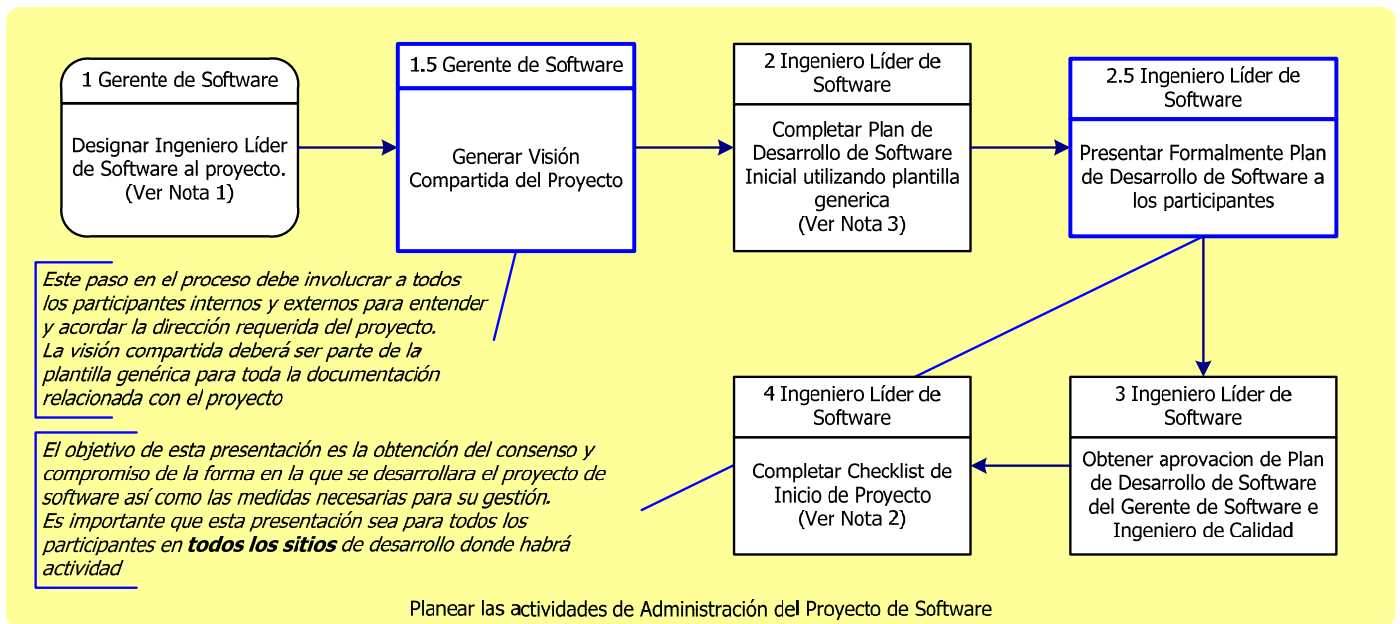 1 Gerente de Software
Designar Ingeniero Líder
de Software al proyecto.
(Ver Nota 1)
1.5 Gerente de Software
Generar Visión
Compartida del Proyecto
2 Ingeniero Líder de
Software
Completar Plan de
Desarrollo de Software
Inicial utilizando plantilla
generica
(Ver Nota 3)
2.5 Ingeniero Líder de
Software
Presentar Formalmente Plan
de Desarrollo de Software a
los participantes
Este paso en el proceso debe involucrar a todos
los participantes internos y externos para entender
y acordar la dirección requerida del proyecto.
La visión compartida deberá ser parte de la
plantilla genérica para toda la documentación
relacionada con el proyecto
4 Ingeniero Líder de
Software
Completar Checklist de
Inicio de Proyecto
(Ver Nota 2)
3 Ingeniero Líder de
Software
Obtener aprovacion de Plan
de Desarrollo de Software
del Gerente de Software e
Ingeniero de Calidad
El objetivo de esta presentación es la obtención del consenso y
compromiso de la forma en la que se desarrollara el proyecto de
software así como las medidas necesarias para su gestión.
Es importante que esta presentación sea para todos los
participantes en todos los sitios de desarrollo donde habrá
actividad
Planear las actividades de Administración del Proyecto de Software